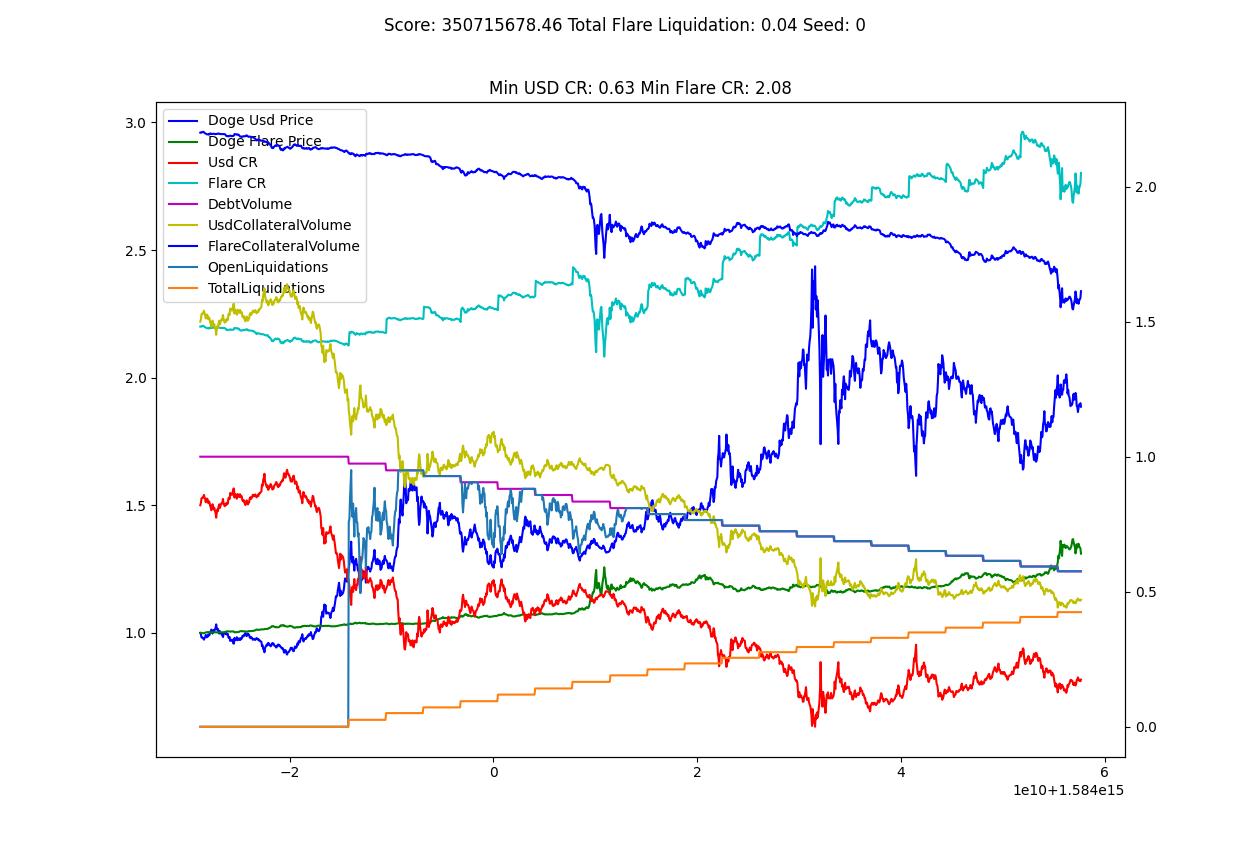 Score: 350715678.46 Total Flare Liquidation: 0.04 Seed: 0
Min USD CR: 0.63 Min Flare CR: 2.08
3.0
2.5
2.0
1.5
1.0
Doge Usd Price
Doge Flare Price
Usd CR
Flare CR
DebtVolume
UsdCollateralVolume
FlareCollateralVolume
OpenLiquidations
TotalLiquidations
2.0
1.5
1.0
0.5
0.0
−2
0
2
4
6
1e10+1.584e15